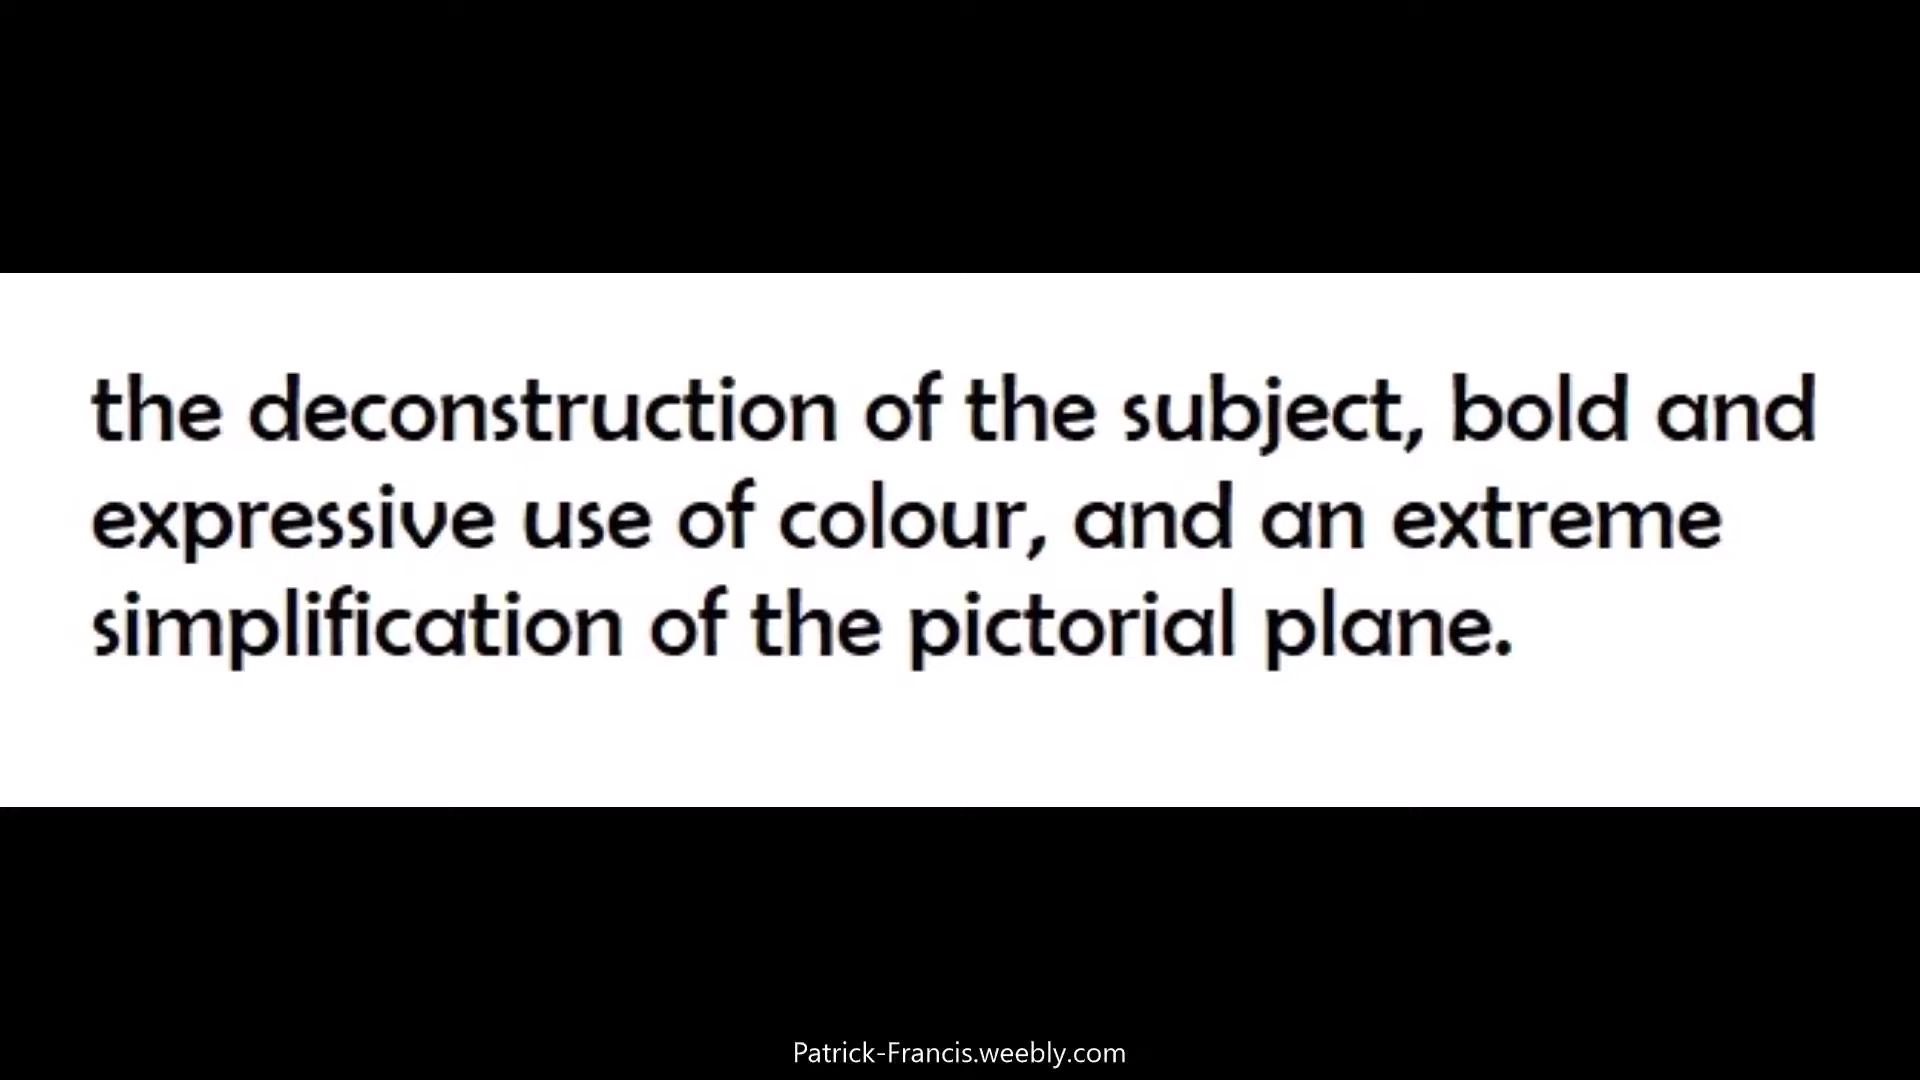 the deconstruction of the subject, bold and
expressive use of colour, and an extreme
simplification of the pictorial plane.
Patrick-Francis.weebly.com